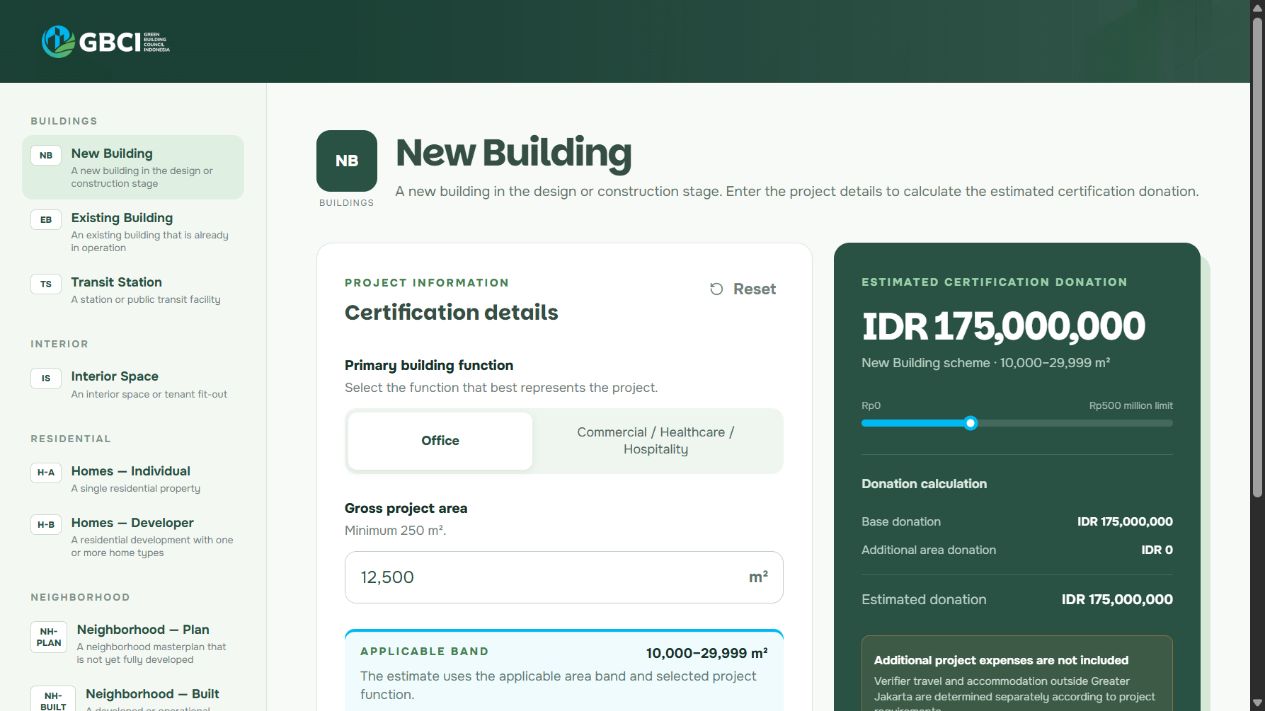 GBCI
GREEN
BUILDING
COUNCIL
INDONESIA
BUILDINGS
NB
New Building
A new building in the design or
construction stage
EB
Existing Building
An existing building that is already
in operation
TS
Transit Station
A station or public transit facility
INTERIOR
IS
Interior Space
An interior space or tenant fit-out
RESIDENTIAL
H-A
Homes — Individual
A single residential property
H-B
Homes — Developer
A residential development with one
or more home types
NEIGHBORHOOD
NH-
PLAN
Neighborhood — Plan
A neighborhood masterplan that
is not yet fully developed
NH-
BUILT
Neighborhood — Built
A developed or operational
NB
BUILDINGS
New Building
A new building in the design or construction stage. Enter the project details to calculate the estimated certification donation.
PROJECT INFORMATION
Certification details
Reset
Primary building function
Select the function that best represents the project.
Office
Commercial / Healthcare /
Hospitality
Gross project area
Minimum 250 m².
12,500 m²
APPLICABLE BAND 10,000–29,999 m²
The estimate uses the applicable area band and selected project
function.
ESTIMATED CERTIFICATION DONATION
IDR 175,000,000
New Building scheme · 10,000–29,999 m²
Rp0 Rp500 million limit
Donation calculation
Base donation IDR 175,000,000
Additional area donation IDR 0
Estimated donation IDR 175,000,000
Additional project expenses are not included
Verifier travel and accommodation outside Greater
Jakarta are determined separately according to project
requirements.